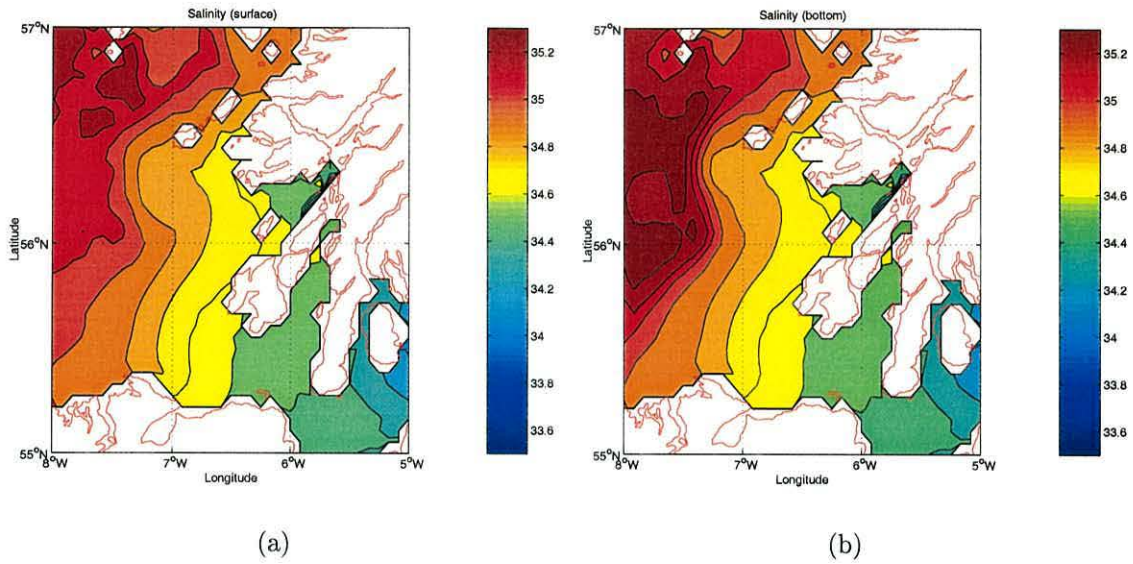 Salinity (surface)
57°N
56°N
55°N
8°W
7°W
6°W
5°W
Latitude
Longitude
35.2
35
34.8
34.6
34.4
34.2
34
33.8
33.6
(a)
Salinity (bottom)
57°N
56°N
55°N
8°W
7°W
6°W
5°W
Latitude
Longitude
35.2
35
34.8
34.6
34.4
34.2
34
33.8
33.6
(b)